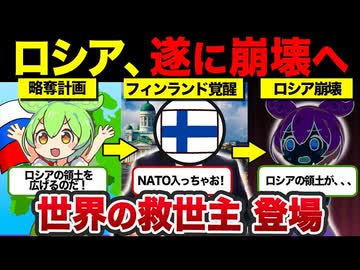 ロシア、遂に崩壊へ
略奪計画
フィンランド覚醒
ロシア崩壊
ロシアの領土を
広げるのだ！
NATO入っちゃお！
ロシアの領土が、、、
世界の救世主 登場